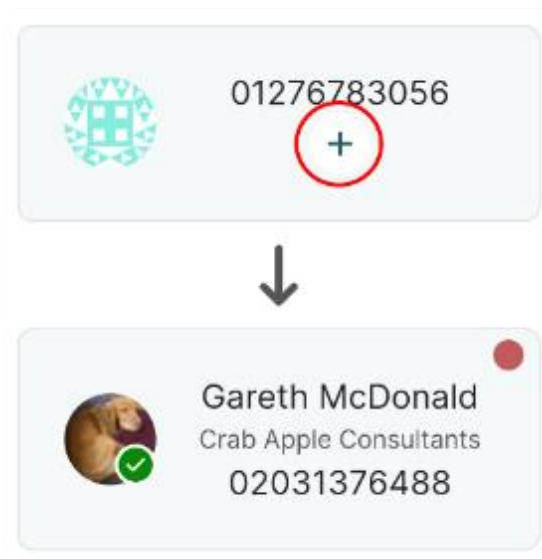 01276783056
+
Gareth McDonald
Crab Apple Consultants
02031376488